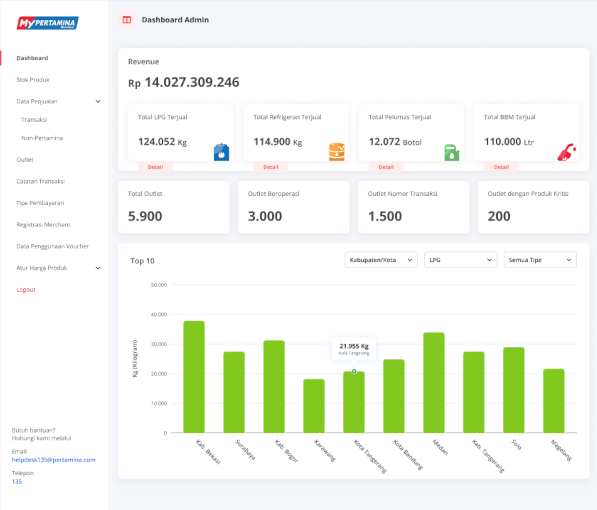 MyPERTAMINA
Dashboard
Stok Produk
Data Penjualan
Transaksi
Non-Pertamina
Outlet
Catatan Transaksi
Tipe Pembayaran
Registrasi Merchant
Data Penggunaan Voucher
Atur Harga Produk
Logout
Butuh bantuan?
Hubungi kami melalui
Email
helpdesk135@pertamina.com
Telepon
135
Dashboard Admin
Revenue
Rp 14.027.309.246
Total LPG Terjual
124.052 Kg
Detail
Total Refrigeran Terjual
114.900 Kg
Detail
Total Pelumas Terjual
12.072 Botol
Detail
Total BBM Terjual
110.000 Ltr
Detail
Total Outlet
5.900
Outlet Beroperasi
3.000
Outlet Nomor Transaksi
1.500
Outlet dengan Produk Kritis
200
Top 10
Kabupaten/Kota
LPG
Semua Tipe
Kg (Kilogram)
50.000
40.000
30.000
20.000
10.000
0
21.955 Kg
Kota Tangerang
Kab. Bekasi
Surabaya
Kab. Bogor
Karawang
Kota Tangerang
Kota Bandung
Medan
Kab. Tangerang
Solo
Magelang